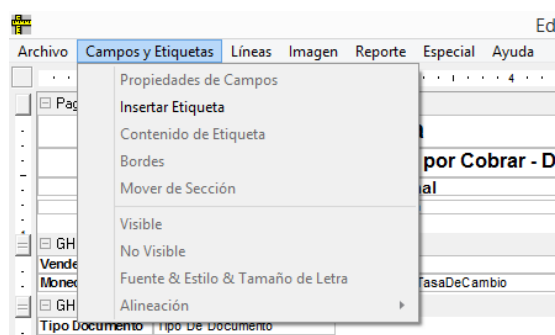 Ed
Archivo Campos y Etiquetas Líneas Imagen Reporte Especial Ayuda
4
Propiedades de Campos
Pag
Insertar Etiqueta
Contenido de Etiqueta
Bordes
por Cobrar - D
Mover de Sección
nal
Visible
No Visible
GH
Vende
Fuente & Estilo & Tamaño de Letra
Moned
TasaDeCambio
GH
Alineación
Tipo Documento Tipo De Documento